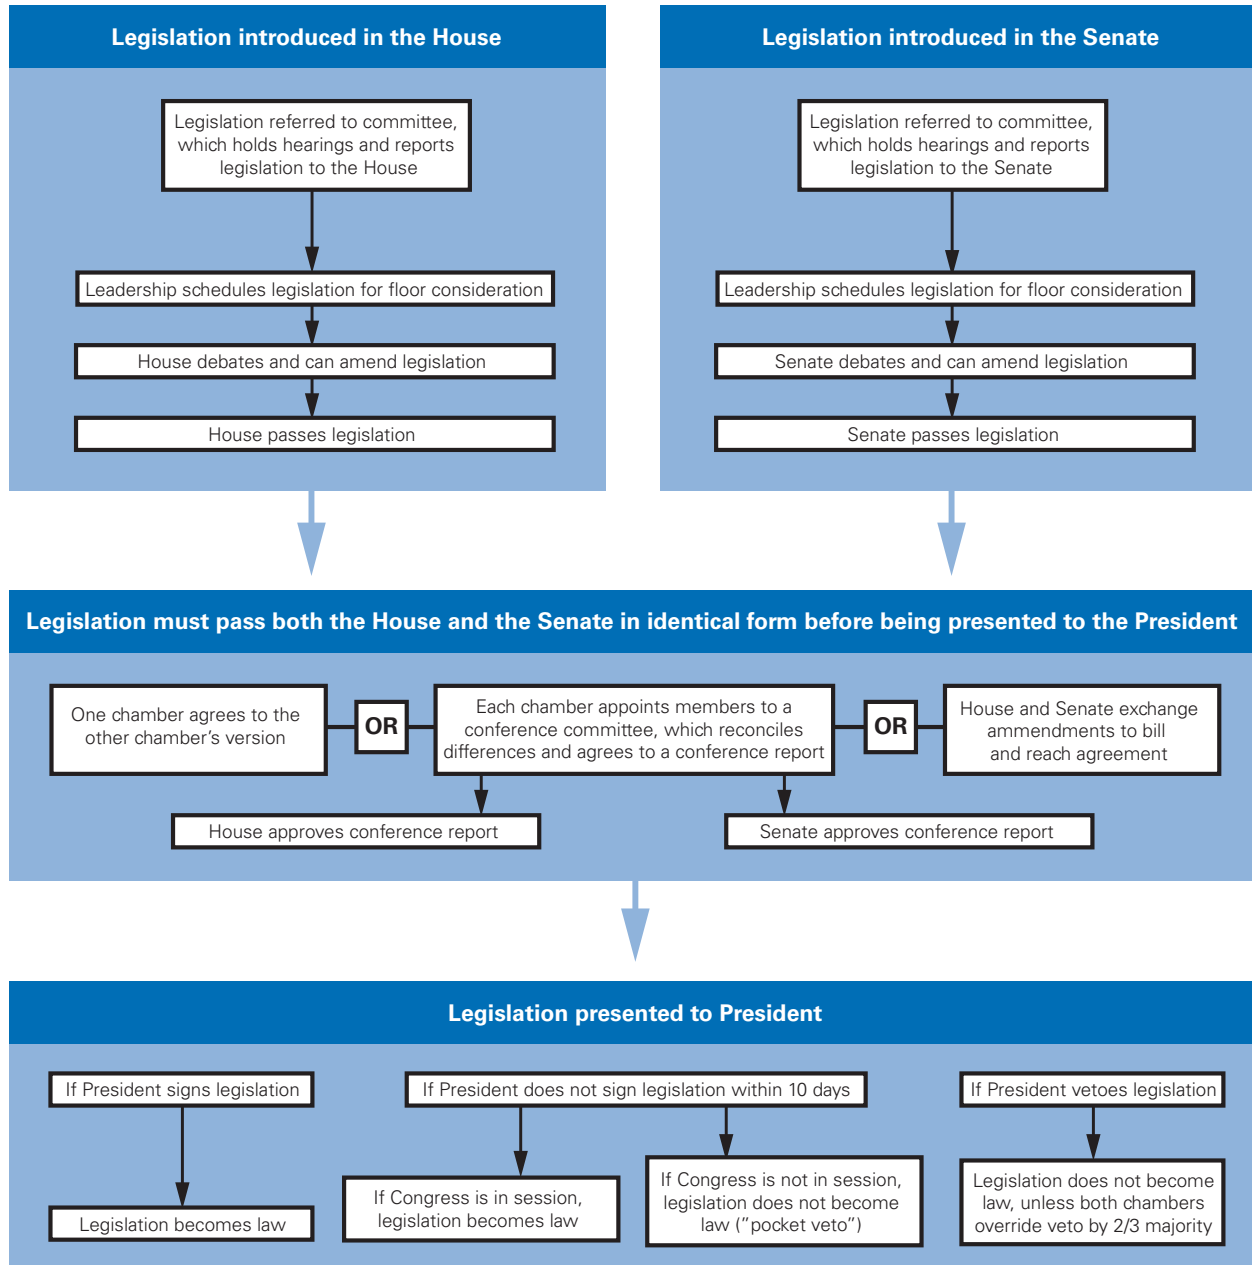 Legislation introduced in the House
Legislation referred to committee,
which holds hearings and reports
legislation to the House
Leadership schedules legislation for floor consideration
House debates and can amend legislation
House passes legislation
Legislation introduced in the Senate
Legislation referred to committee,
which holds hearings and reports
legislation to the Senate
Leadership schedules legislation for floor consideration
Senate debates and can amend legislation
Senate passes legislation
Legislation must pass both the House and the Senate in identical form before being presented to the President
One chamber agrees to the
other chamber’s version
OR
Each chamber appoints members to a
conference committee, which reconciles
differences and agrees to a conference report
OR
House and Senate exchange
ammendments to bill
and reach agreement
House approves conference report
Senate approves conference report
Legislation presented to President
If President signs legislation
Legislation becomes law
If President does not sign legislation within 10 days
If Congress is in session,
legislation becomes law
If Congress is not in session,
legislation does not become
law (”pocket veto”)
If President vetoes legislation
Legislation does not become
law, unless both chambers
override veto by 2/3 majority